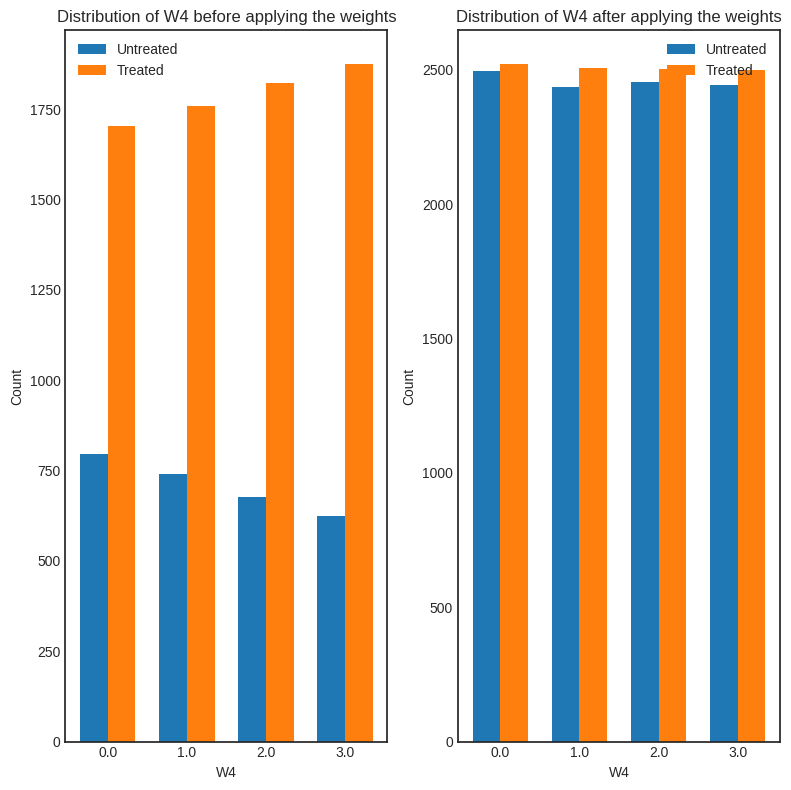 Distribution of W4 before applying the weights
Untreated
Treated
1750
1500
1250
1000
750
500
250
0
Count
0.0 1.0 2.0 3.0
W4
Distribution of W4 after applying the weights
Untreated
Treated
2500
2000
1500
1000
500
0
Count
0.0 1.0 2.0 3.0
W4